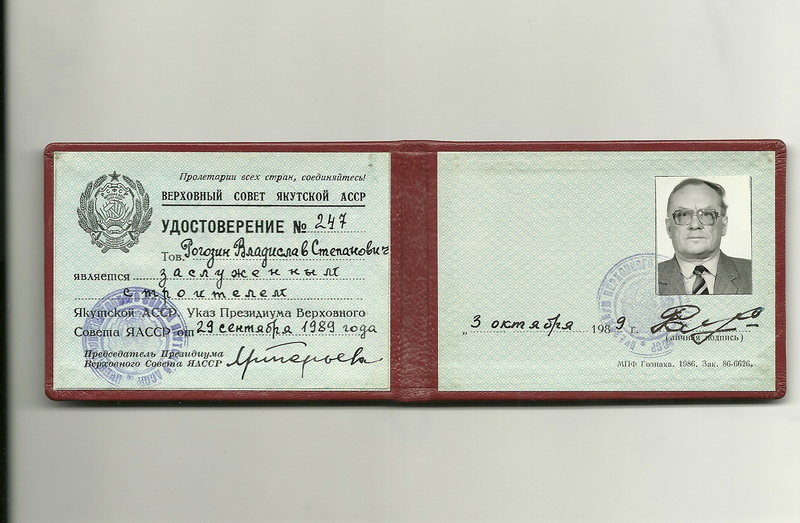 Пролетарии всех стран, соединяйтесь!
ВЕРХОВНЫЙ СОВЕТ ЯКУТСКОЙ АССР
УДОСТОВЕРЕНИЕ № 247
Тов. Рогозин Владислав Степанович
является заслуженным
строителем
Якутской АССР. Указ Президиума Верховного
Совета ЯАССР от 29 сентября 1989 года
Председатель Президиума
Верховного Совета ЯАССР
„3 октября 1989 г.
(личная подпись)
МПФ Гознака. 1986. Зак. 86-6626.